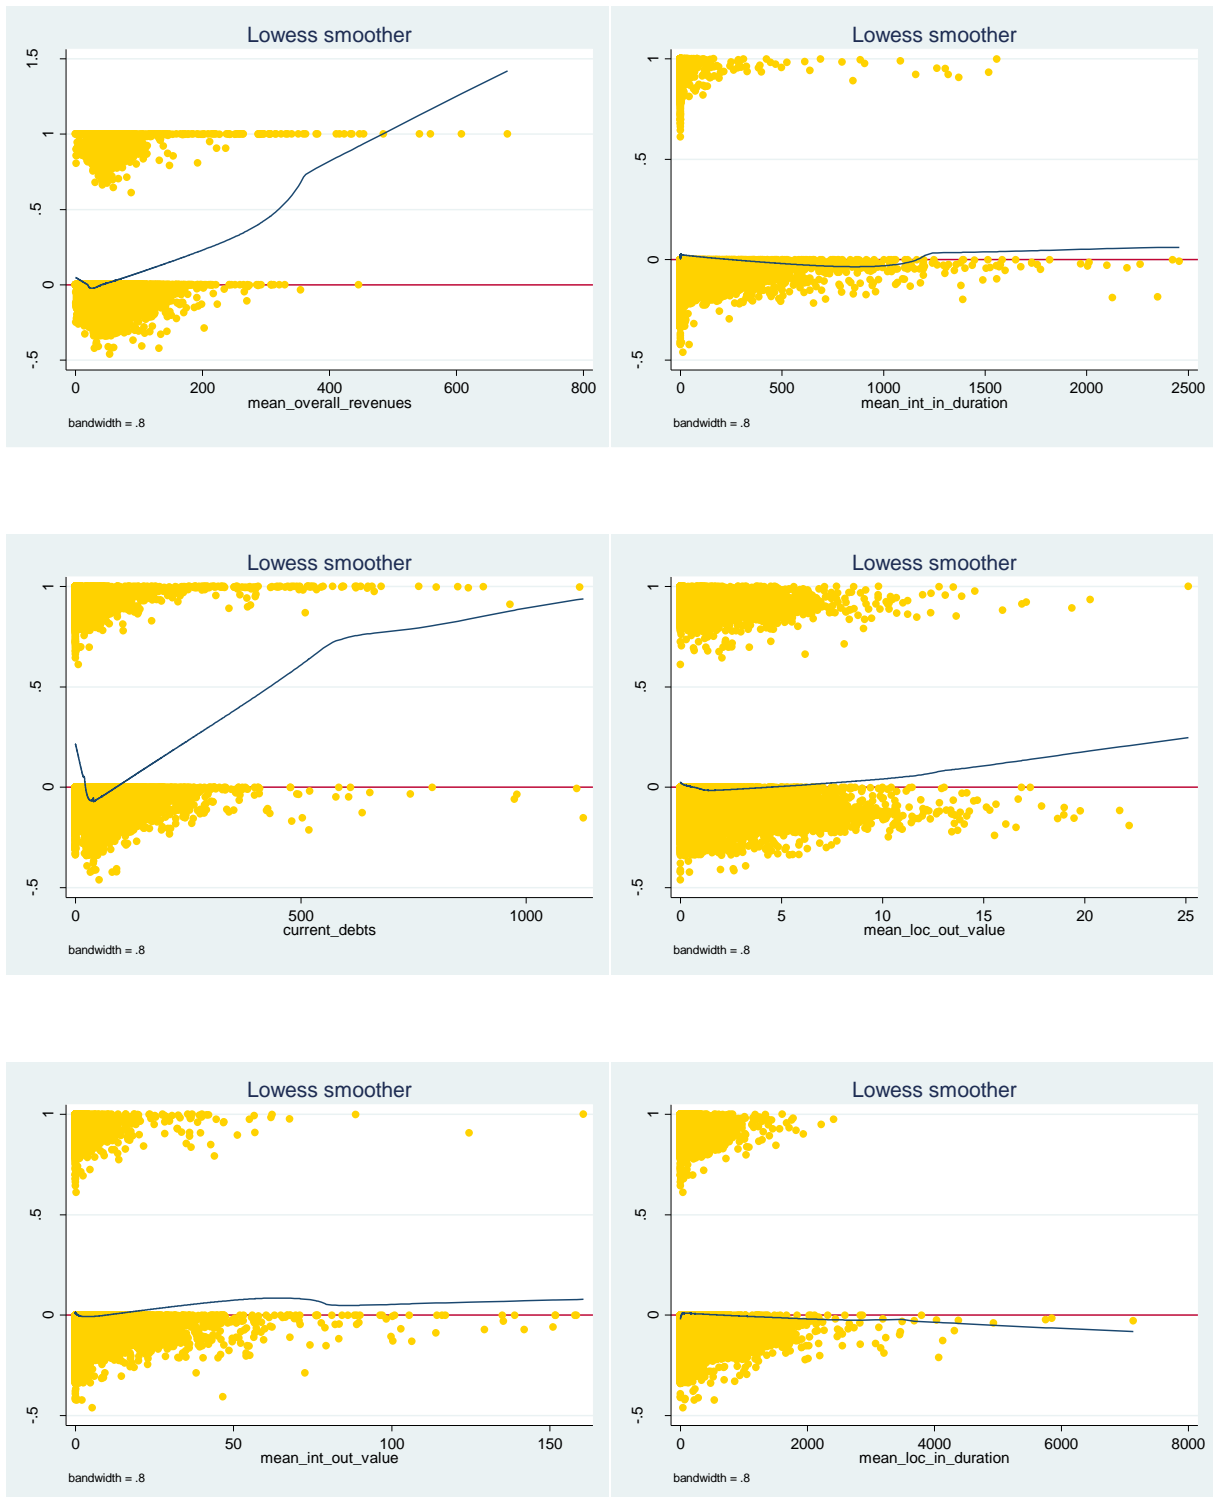 Lowess smoother
1.5
1
.5
0
-.5
0 200 400 600 800
mean_overall_revenues
bandwidth = .8
Lowess smoother
1
.5
0
-.5
0 500 1000 1500 2000 2500
mean_int_in_duration
bandwidth = .8
Lowess smoother
1
.5
0
-.5
0 500 1000
current_debts
bandwidth = .8
Lowess smoother
1
.5
0
-.5
0 5 10 15 20 25
mean_loc_out_value
bandwidth = .8
Lowess smoother
1
.5
0
-.5
0 50 100 150
mean_int_out_value
bandwidth = .8
Lowess smoother
1
.5
0
-.5
0 2000 4000 6000 8000
mean_loc_in_duration
bandwidth = .8